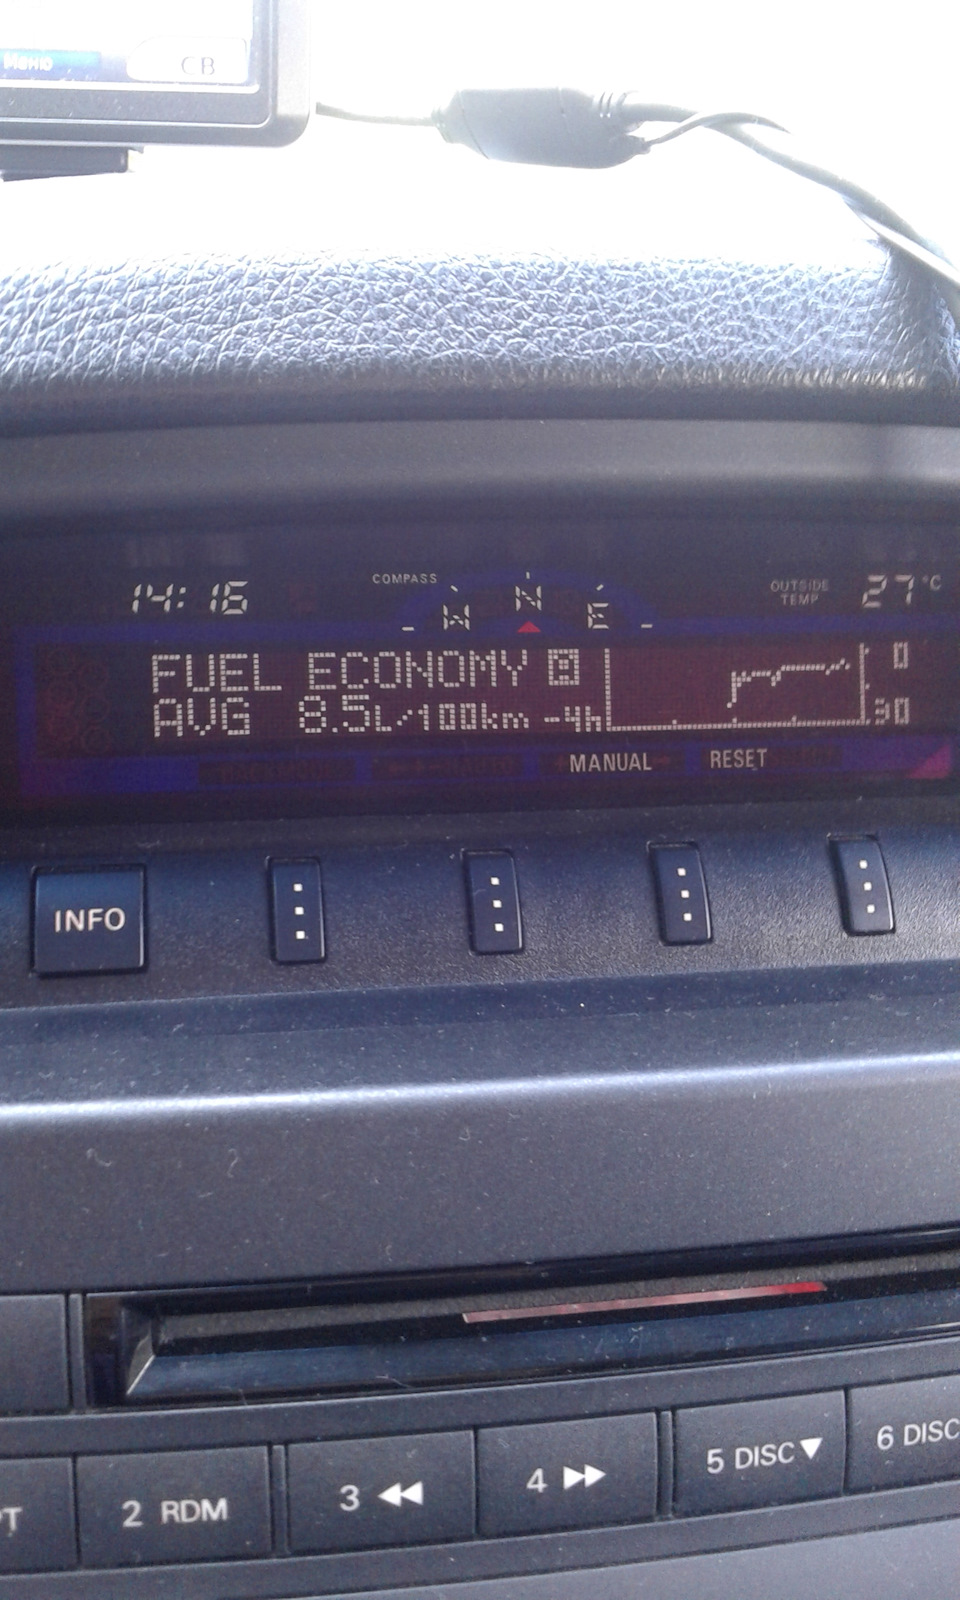 Меню
СВ
14:16
COMPASS
W N E
OUTSIDE
TEMP
27°C
FUEL ECONOMY
AVG 8.5L/100km -4h
0
30
MANUAL
RESET
INFO
2 RDM
3
4
5 DISC▼
6 DISC